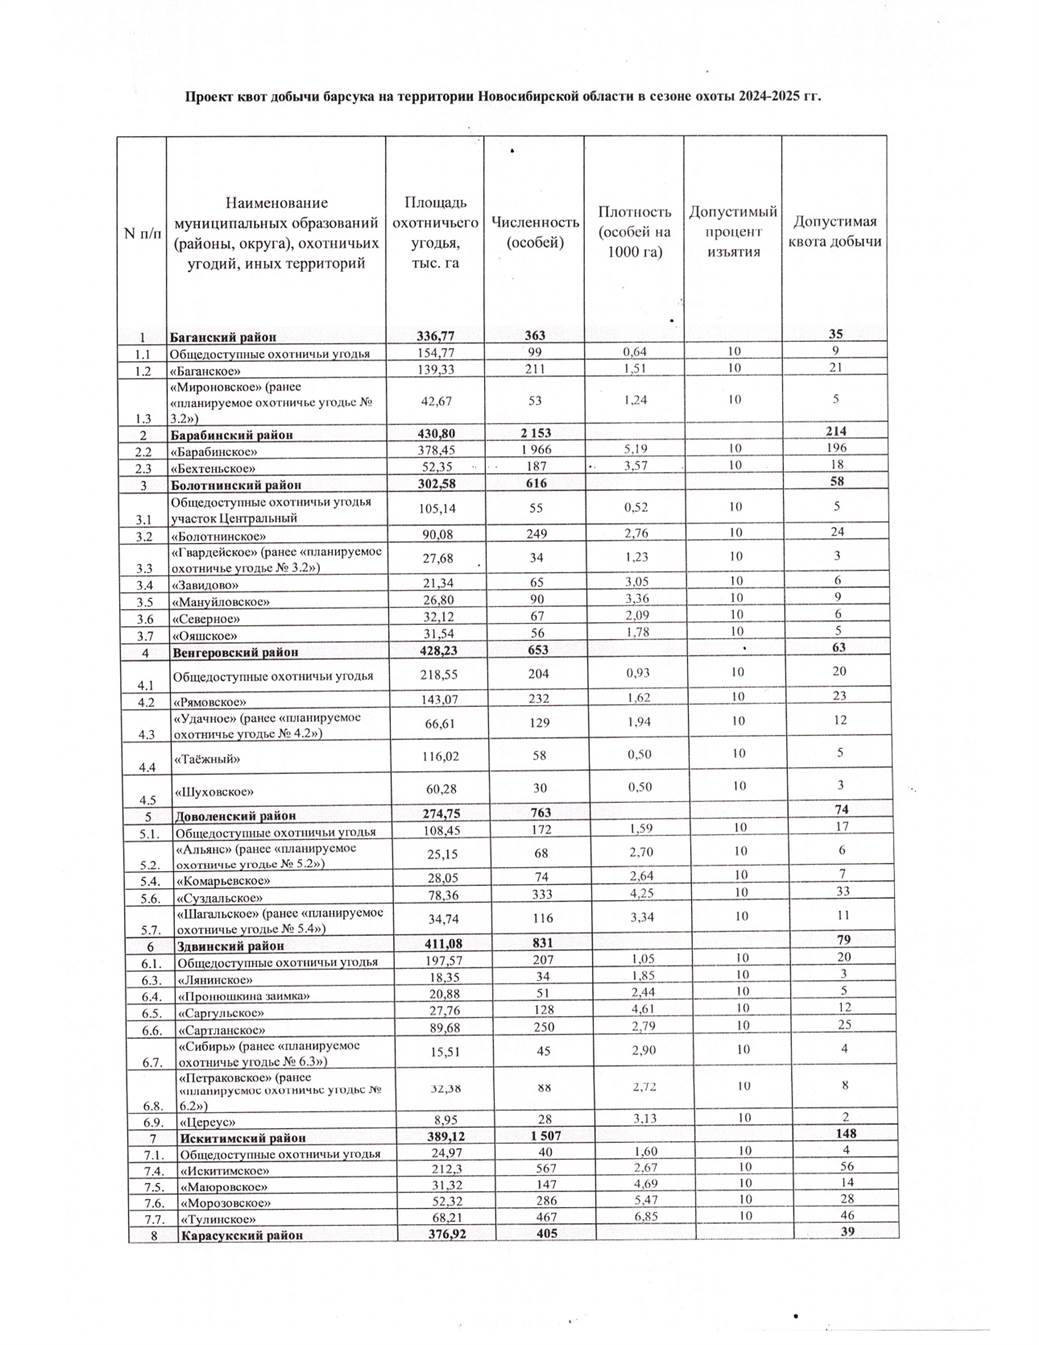 Проект квот добычи барсука на территории Новосибирской области в сезоне охоты 2024-2025 гг.
N п/п
Наименование
муниципальных образований
(районы, округа), охотничьих
угодий, иных территорий
Площадь
охотничьего
угодья,
тыс. га
Численность
(особей)
Плотность
(особей на
1000 га)
Допустимый
процент
изъятия
Допустимая
квота добычи
1 Баганский район 336,77 363 35
1.1 Общедоступные охотничьи угодья 154,77 99 0,64 10 9
1.2 «Баганское» 139,33 211 1,51 10 21
«Мироновское» (ранее
«планируемое охотничье угодье № 42,67 53 1,24 10 5
1.3 3.2»)
2 Барабинский район 430,80 2 153 214
2.2 «Барабинское» 378,45 1 966 5,19 10 196
2.3 «Бехтеньское» 52,35 187 3,57 10 18
3 Болотнинский район 302,58 616 58
Общедоступные охотничьи угодья
3.1 участок Центральный 105,14 55 0,52 10 5
3.2 «Болотнинское» 90,08 249 2,76 10 24
«Гвардейское» (ранее «планируемое
3.3 охотничье угодье № 3.2») 27,68 34 1,23 10 3
3.4 «Завидово» 21,34 65 3,05 10 6
3.5 «Мануйловское» 26,80 90 3,36 10 9
3.6 «Северное» 32,12 67 2,09 10 6
3.7 «Ояшское» 31,54 56 1,78 10 5
4 Венгеровский район 428,23 653 63
4.1 Общедоступные охотничьи угодья 218,55 204 0,93 10 20
4.2 «Рямовское» 143,07 232 1,62 10 23
«Удачное» (ранее «планируемое
4.3 охотничье угодье № 4.2») 66,61 129 1,94 10 12
4.4 «Таёжный» 116,02 58 0,50 10 5
4.5 «Шуховское» 60,28 30 0,50 10 3
5 Доволенский район 274,75 763 74
5.1. Общедоступные охотничьи угодья 108,45 172 1,59 10 17
«Альянс» (ранее «планируемое
5.2. охотничье угодье № 5.2») 25,15 68 2,70 10 6
5.4. «Комарьевское» 28,05 74 2,64 10 7
5.6. «Суздальское» 78,36 333 4,25 10 33
«Шагальское» (ранее «планируемое
5.7. охотничье угодье № 5.4») 34,74 116 3,34 10 11
6 Здвинский район 411,08 831 79
6.1. Общедоступные охотничьи угодья 197,57 207 1,05 10 20
6.3. «Лянинское» 18,35 34 1,85 10 3
6.4. «Пронюшкина заимка» 20,88 51 2,44 10 5
6.5. «Саргульское» 27,76 128 4,61 10 12
6.6. «Сартланское» 89,68 250 2,79 10 25
«Сибирь» (ранее «планируемое
6.7. охотничье угодье № 6.3») 15,51 45 2,90 10 4
«Петраковское» (ранее
«планируемое охотничье угодье № 32,38 88 2,72 10 8
6.8. 6.2»)
6.9. «Цереус» 8,95 28 3,13 10 2
7 Искитимский район 389,12 1 507 148
7.1. Общедоступные охотничьи угодья 24,97 40 1,60 10 4
7.4. «Искитимское» 212,3 567 2,67 10 56
7.5. «Маюровское» 31,32 147 4,69 10 14
7.6. «Морозовское» 52,32 286 5,47 10 28
7.7. «Тулинское» 68,21 467 6,85 10 46
8 Карасукский район 376,92 405 39